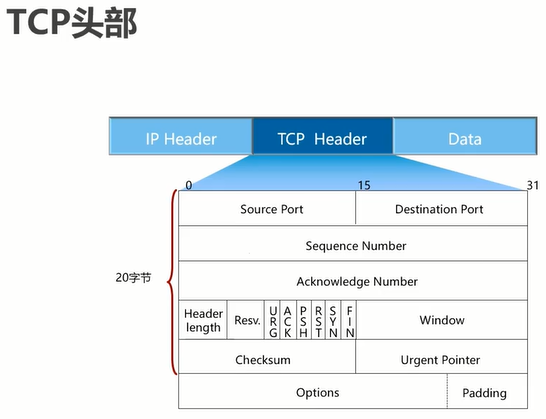 TCP头部
IP Header TCP Header Data
0 15 31
Source Port Destination Port
Sequence Number
20字节
Acknowledge Number
Header length Resv. URG ACK PSH RST SYN FIN Window
Checksum Urgent Pointer
Options Padding